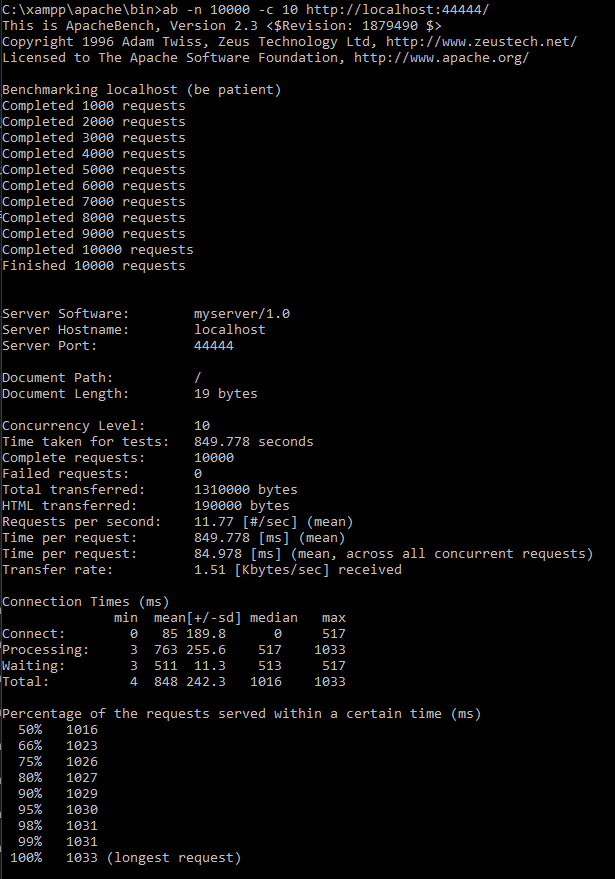 C:\xampp\apache\bin>ab -n 10000 -c 10 http://localhost:44444/
This is ApacheBench, Version 2.3 <$Revision: 1879490 $>
Copyright 1996 Adam Twiss, Zeus Technology Ltd, http://www.zeustech.net/
Licensed to The Apache Software Foundation, http://www.apache.org/

Benchmarking localhost (be patient)
Completed 1000 requests
Completed 2000 requests
Completed 3000 requests
Completed 4000 requests
Completed 5000 requests
Completed 6000 requests
Completed 7000 requests
Completed 8000 requests
Completed 9000 requests
Completed 10000 requests
Finished 10000 requests


Server Software:        myserver/1.0
Server Hostname:        localhost
Server Port:            44444

Document Path:          /
Document Length:        19 bytes

Concurrency Level:      10
Time taken for tests:   849.778 seconds
Complete requests:      10000
Failed requests:        0
Total transferred:      1310000 bytes
HTML transferred:       190000 bytes
Requests per second:    11.77 [#/sec] (mean)
Time per request:       849.778 [ms] (mean)
Time per request:       84.978 [ms] (mean, across all concurrent requests)
Transfer rate:          1.51 [Kbytes/sec] received

Connection Times (ms)
              min  mean[+/-sd] median   max
Connect:        0   85 189.8      0     517
Processing:     3  763 255.6    517    1033
Waiting:        3  511  11.3    513     517
Total:          4  848 242.3   1016    1033

Percentage of the requests served within a certain time (ms)
  50%   1016
  66%   1023
  75%   1026
  80%   1027
  90%   1029
  95%   1030
  98%   1031
  99%   1031
 100%   1033 (longest request)